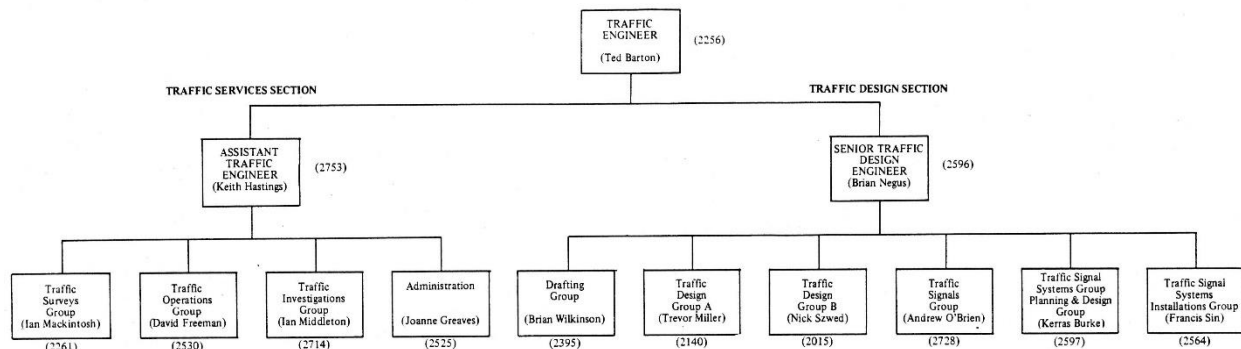 TRAFFIC
ENGINEER
(Ted Barton)
(2256)
TRAFFIC SERVICES SECTION
TRAFFIC DESIGN SECTION
ASSISTANT
TRAFFIC
ENGINEER
(Keith Hastings)
(2753)
SENIOR TRAFFIC
DESIGN
ENGINEER
(Brian Negus)
(2596)
Traffic
Surveys
Group
(Ian Mackintosh)
(2261)
Traffic
Operations
Group
(David Freeman)
(2530)
Traffic
Investigations
Group
(Ian Middleton)
(2714)
Administration
(Joanne Greaves)
(2525)
Drafting
Group
(Brian Wilkinson)
(2395)
Traffic
Design
Group A
(Trevor Miller)
(2140)
Traffic
Design
Group B
(Nick Szwed)
(2015)
Traffic
Signals
Group
(Andrew O'Brien)
(2728)
Traffic Signal
Systems Group
Planning & Design
Group
(Kerras Burke)
(2597)
Traffic Signal
Systems
Installations Group
(Francis Sin)
(2564)